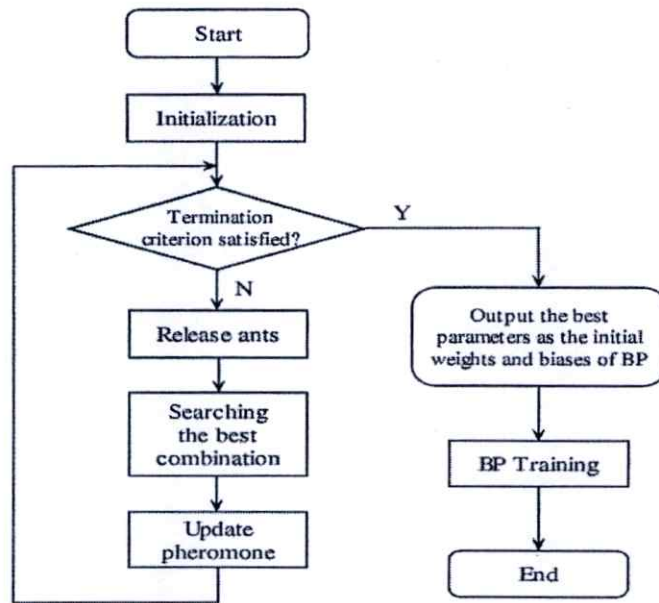 Start
Initialization
Termination
criterion satisfied?
Y
N
Release ants
Searching
the best
combination
Update
pheromone
Output the best
parameters as the initial
weights and biases of BP
BP Training
End